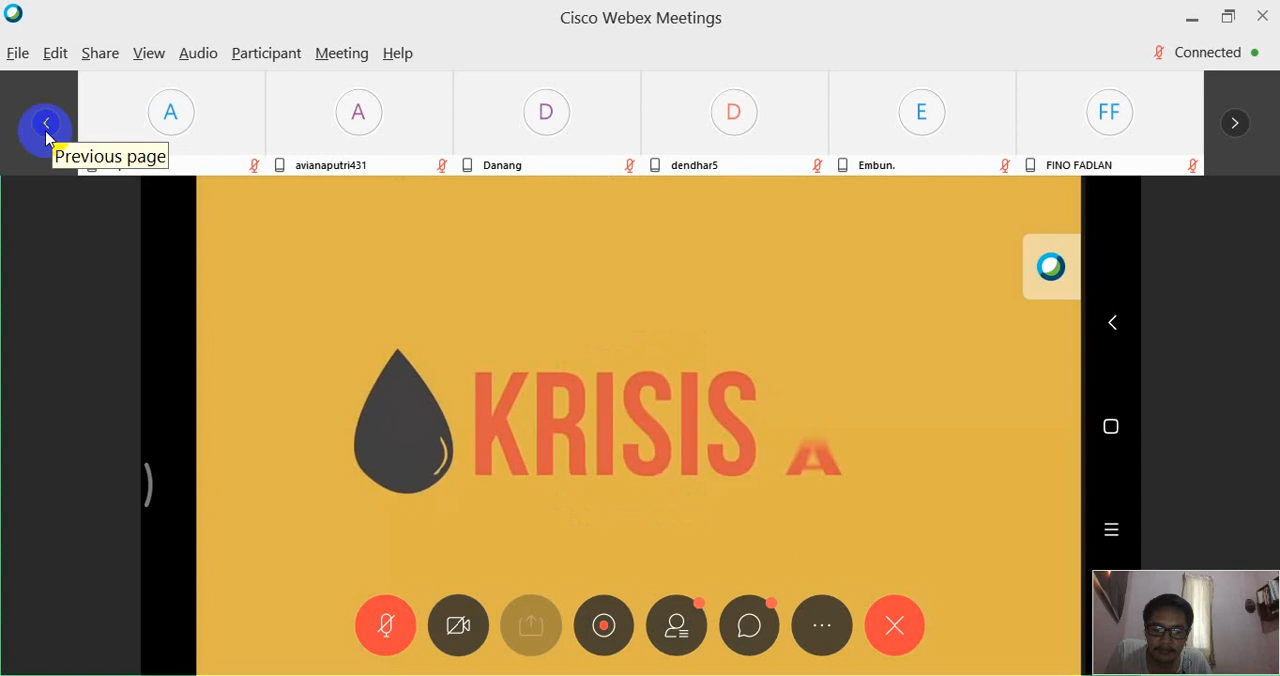 Cisco Webex Meetings
File Edit Share View Audio Participant Meeting Help
Connected
A A D D E FF
Previous page
avianaputri431 Danang dendhar5 Embun. FINO FADLAN
KRISIS A